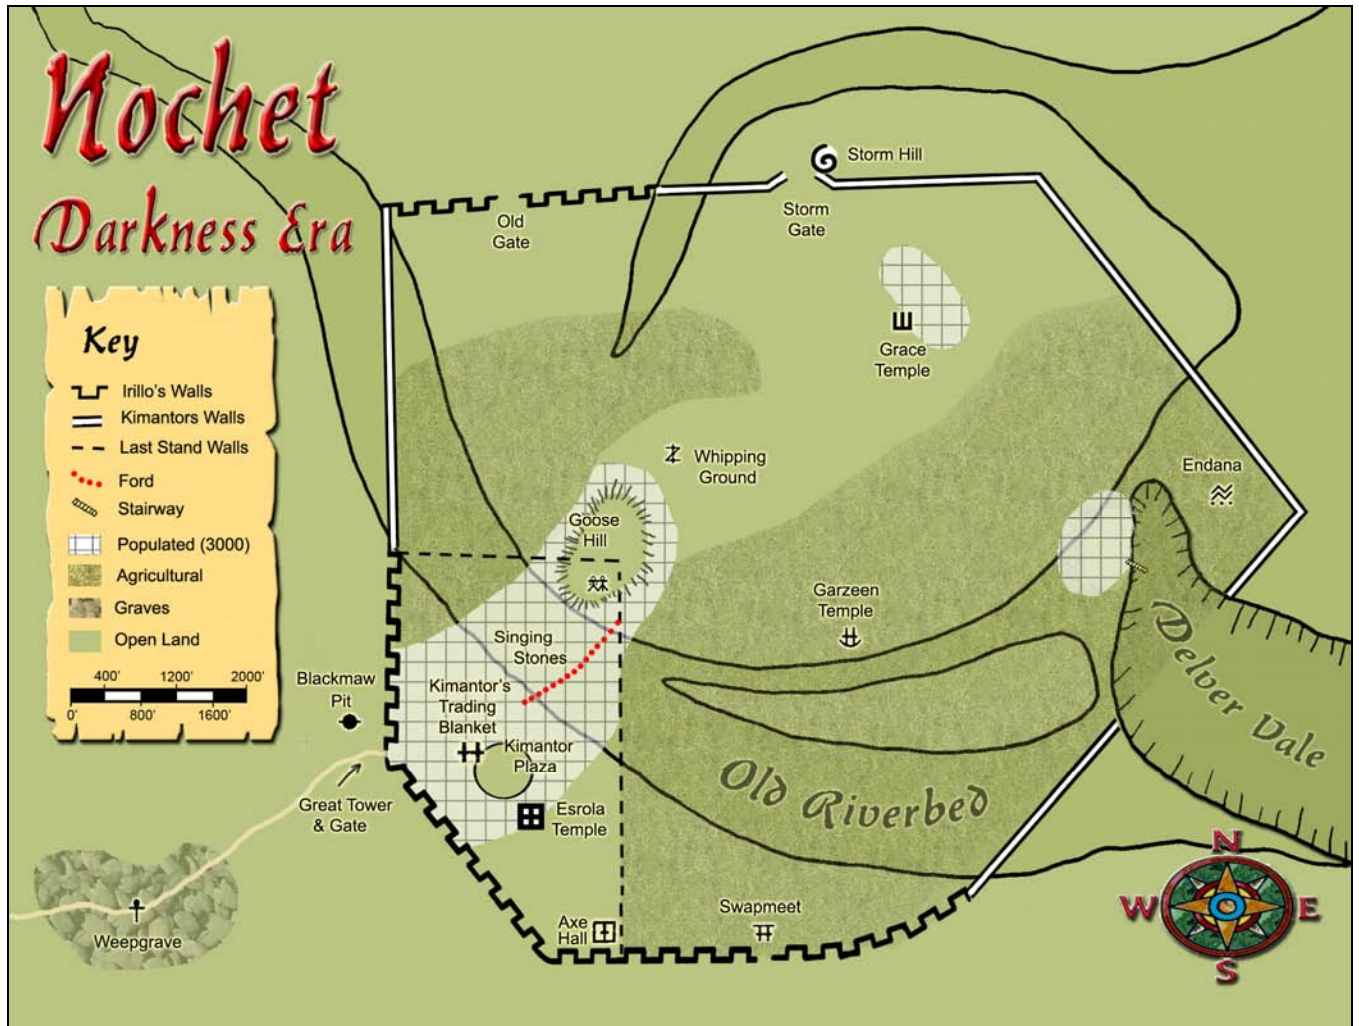 Nochet
Darkness Era
Key
Irillo's Walls
Kimantors Walls
Last Stand Walls
Ford
Stairway
Populated (3000)
Agricultural
Graves
Open Land
400' 1200' 2000'
0' 800' 1600'
Storm Hill
Old
Gate
Storm
Gate
Grace
Temple
Whipping
Ground
Endana
Goose
Hill
Garzeen
Temple
Singing
Stones
Delver Dale
Blackmaw
Pit
Kimantor's
Trading
Blanket
Kimantor
Plaza
Old Riverbed
Great Tower
& Gate
Esrola
Temple
Axe
Hall
Swapmeet
Weepgrave
N
W E
S